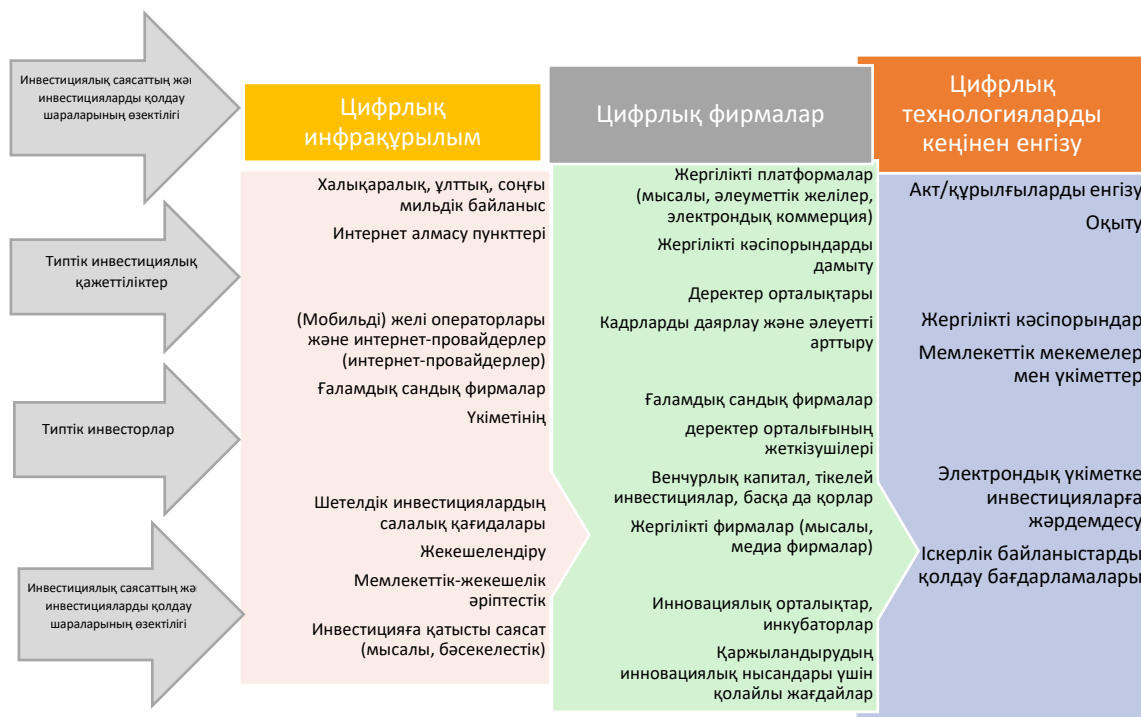 Инвестициялық саясаттың жән
инвестицияларды қолдау
шараларының өзектілігі
Типтік инвестициялық
қажеттіліктер
Типтік инвесторлар
Инвестициялық саясаттың жә
инвестицияларды қолдау
шараларының өзектілігі
Цифрлық
инфрақұрылым
Халықаралық, ұлттық, соңғы
мильдік байланыс
Интернет алмасу пункттері
(Мобильді) желі операторлары
және интернет-провайдерлер
(интернет-провайдерлер)
Ғаламдық сандық фирмалар
Үкіметінің
Шетелдік инвестициялардың
салалық қағидалары
Жекешелендіру
Мемлекеттік-жекешелік
әріптестік
Инвестицияға қатысты саясат
(мысалы, бәсекелестік)
Цифрлық фирмалар
Жергілікті платформалар
(мысалы, әлеуметтік желілер,
электрондық коммерция)
Жергілікті кәсіпорындарды
дамыту
Деректер орталықтары
Кадрларды даярлау және әлеуетті
арттыру
Ғаламдық сандық фирмалар
деректер орталығының
жеткізушілері
Венчурлық капитал, тікелей
инвестициялар, басқа да қорлар
Жергілікті фирмалар (мысалы,
медиа фирмалар)
Инновациялық орталықтар,
инкубаторлар
Қаржыландырудың
инновациялық нысандары үшін
қолайлы жағдайлар
Цифрлық
технологияларды
кеңінен енгізу
Акт/құрылғыларды енгізу
Оқыту
Жергілікті кәсіпорындар
Мемлекеттік мекемелер
мен үкіметтер
Электрондық үкіметке
инвестицияларға
жәрдемдесу
Іскерлік байланыстарды
қолдау бағдарламалары